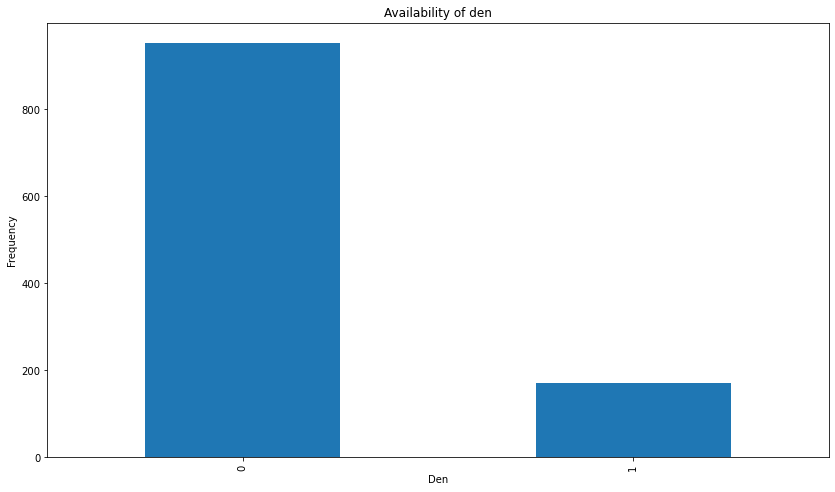 Availability of den
800
600
400
200
0
Frequency
0
1
Den